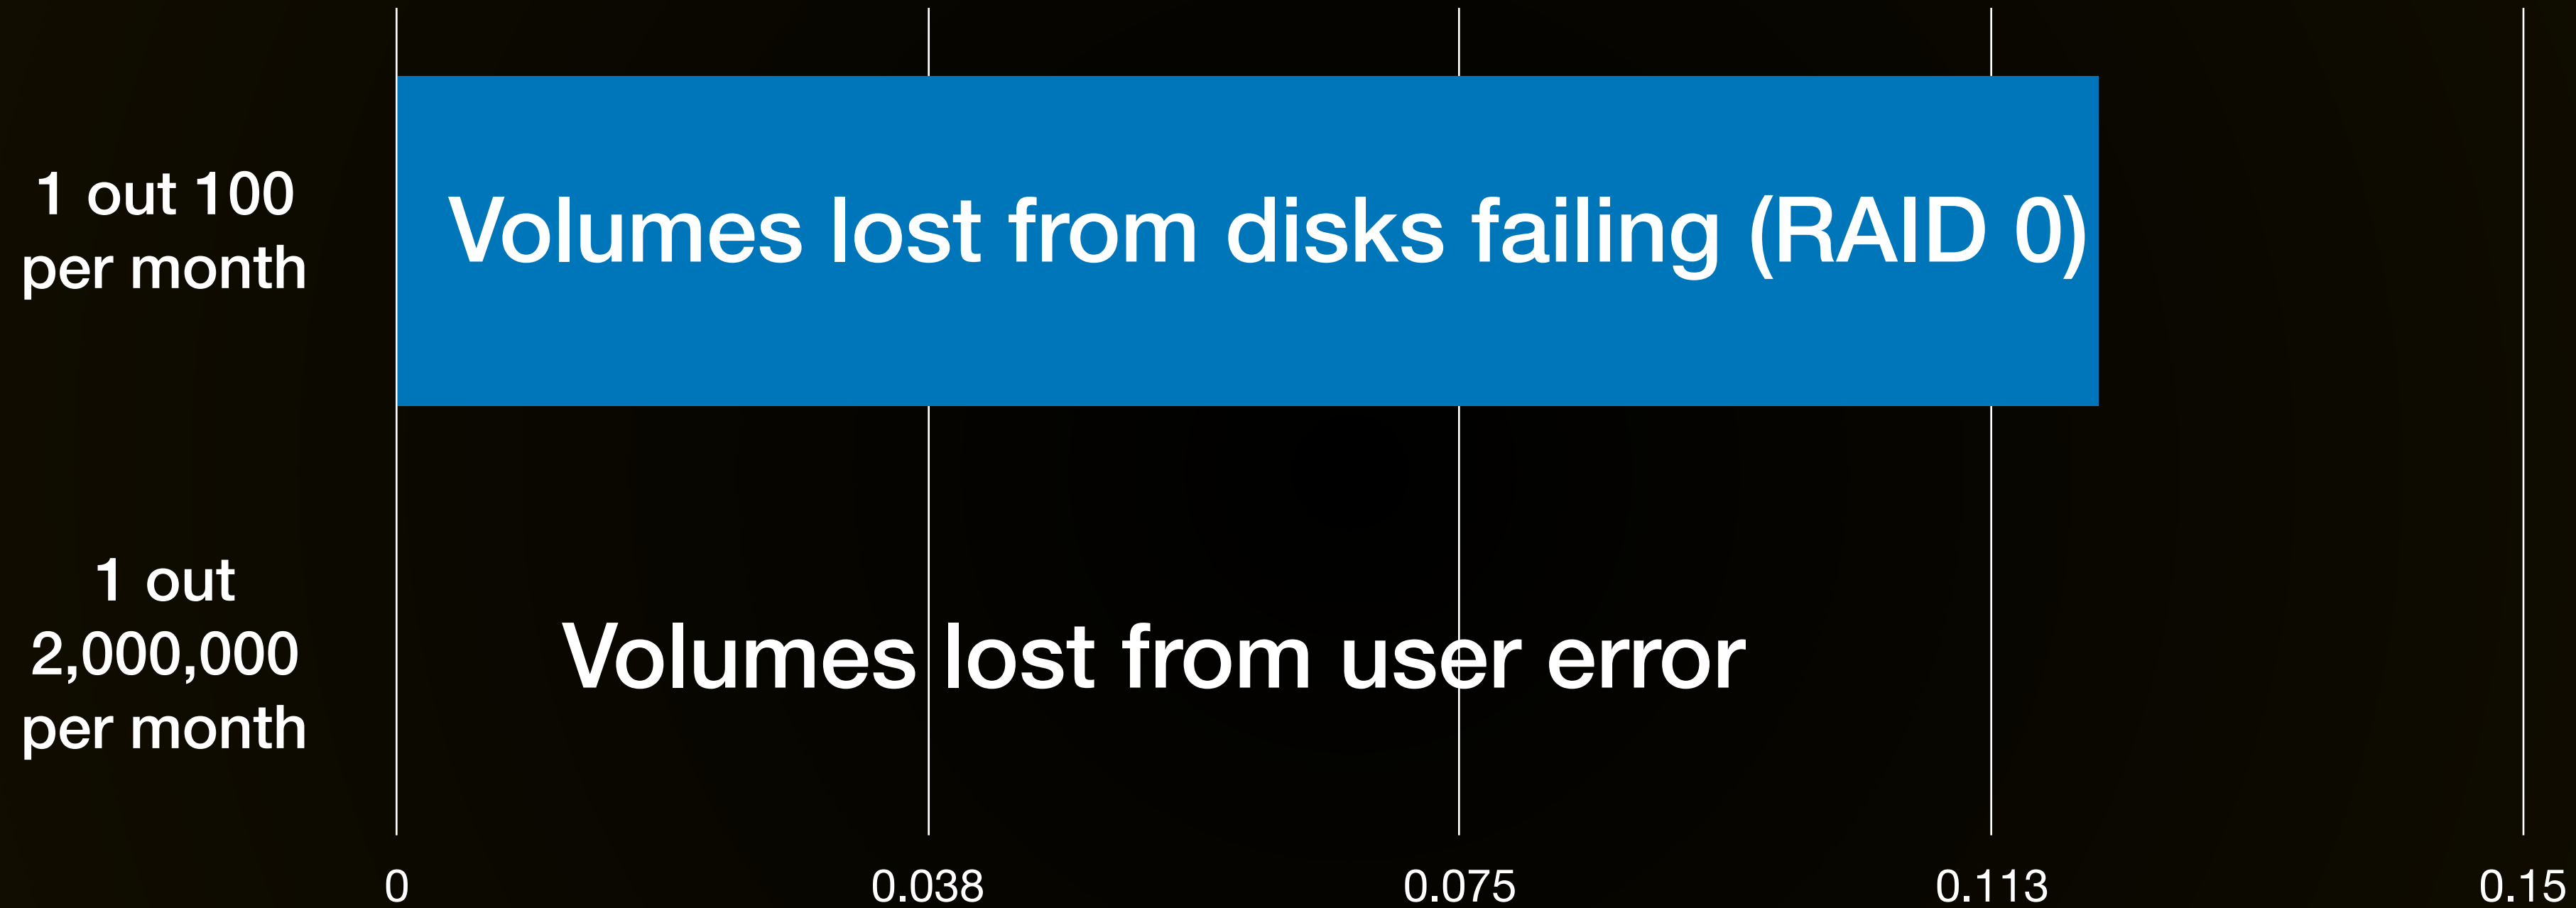 1 out 100
per month
Volumes lost from disks failing (RAID 0)
1 out
2,000,000
per month
Volumes lost from user error
0
0.038
0.075
0.113
0.15